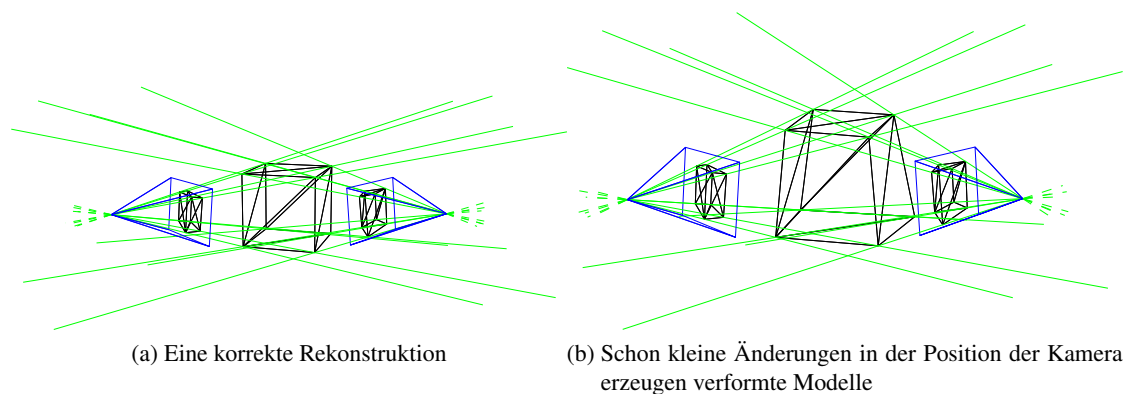 (a) Eine korrekte Rekonstruktion
(b) Schon kleine Änderungen in der Position der Kamera
erzeugen verformte Modelle